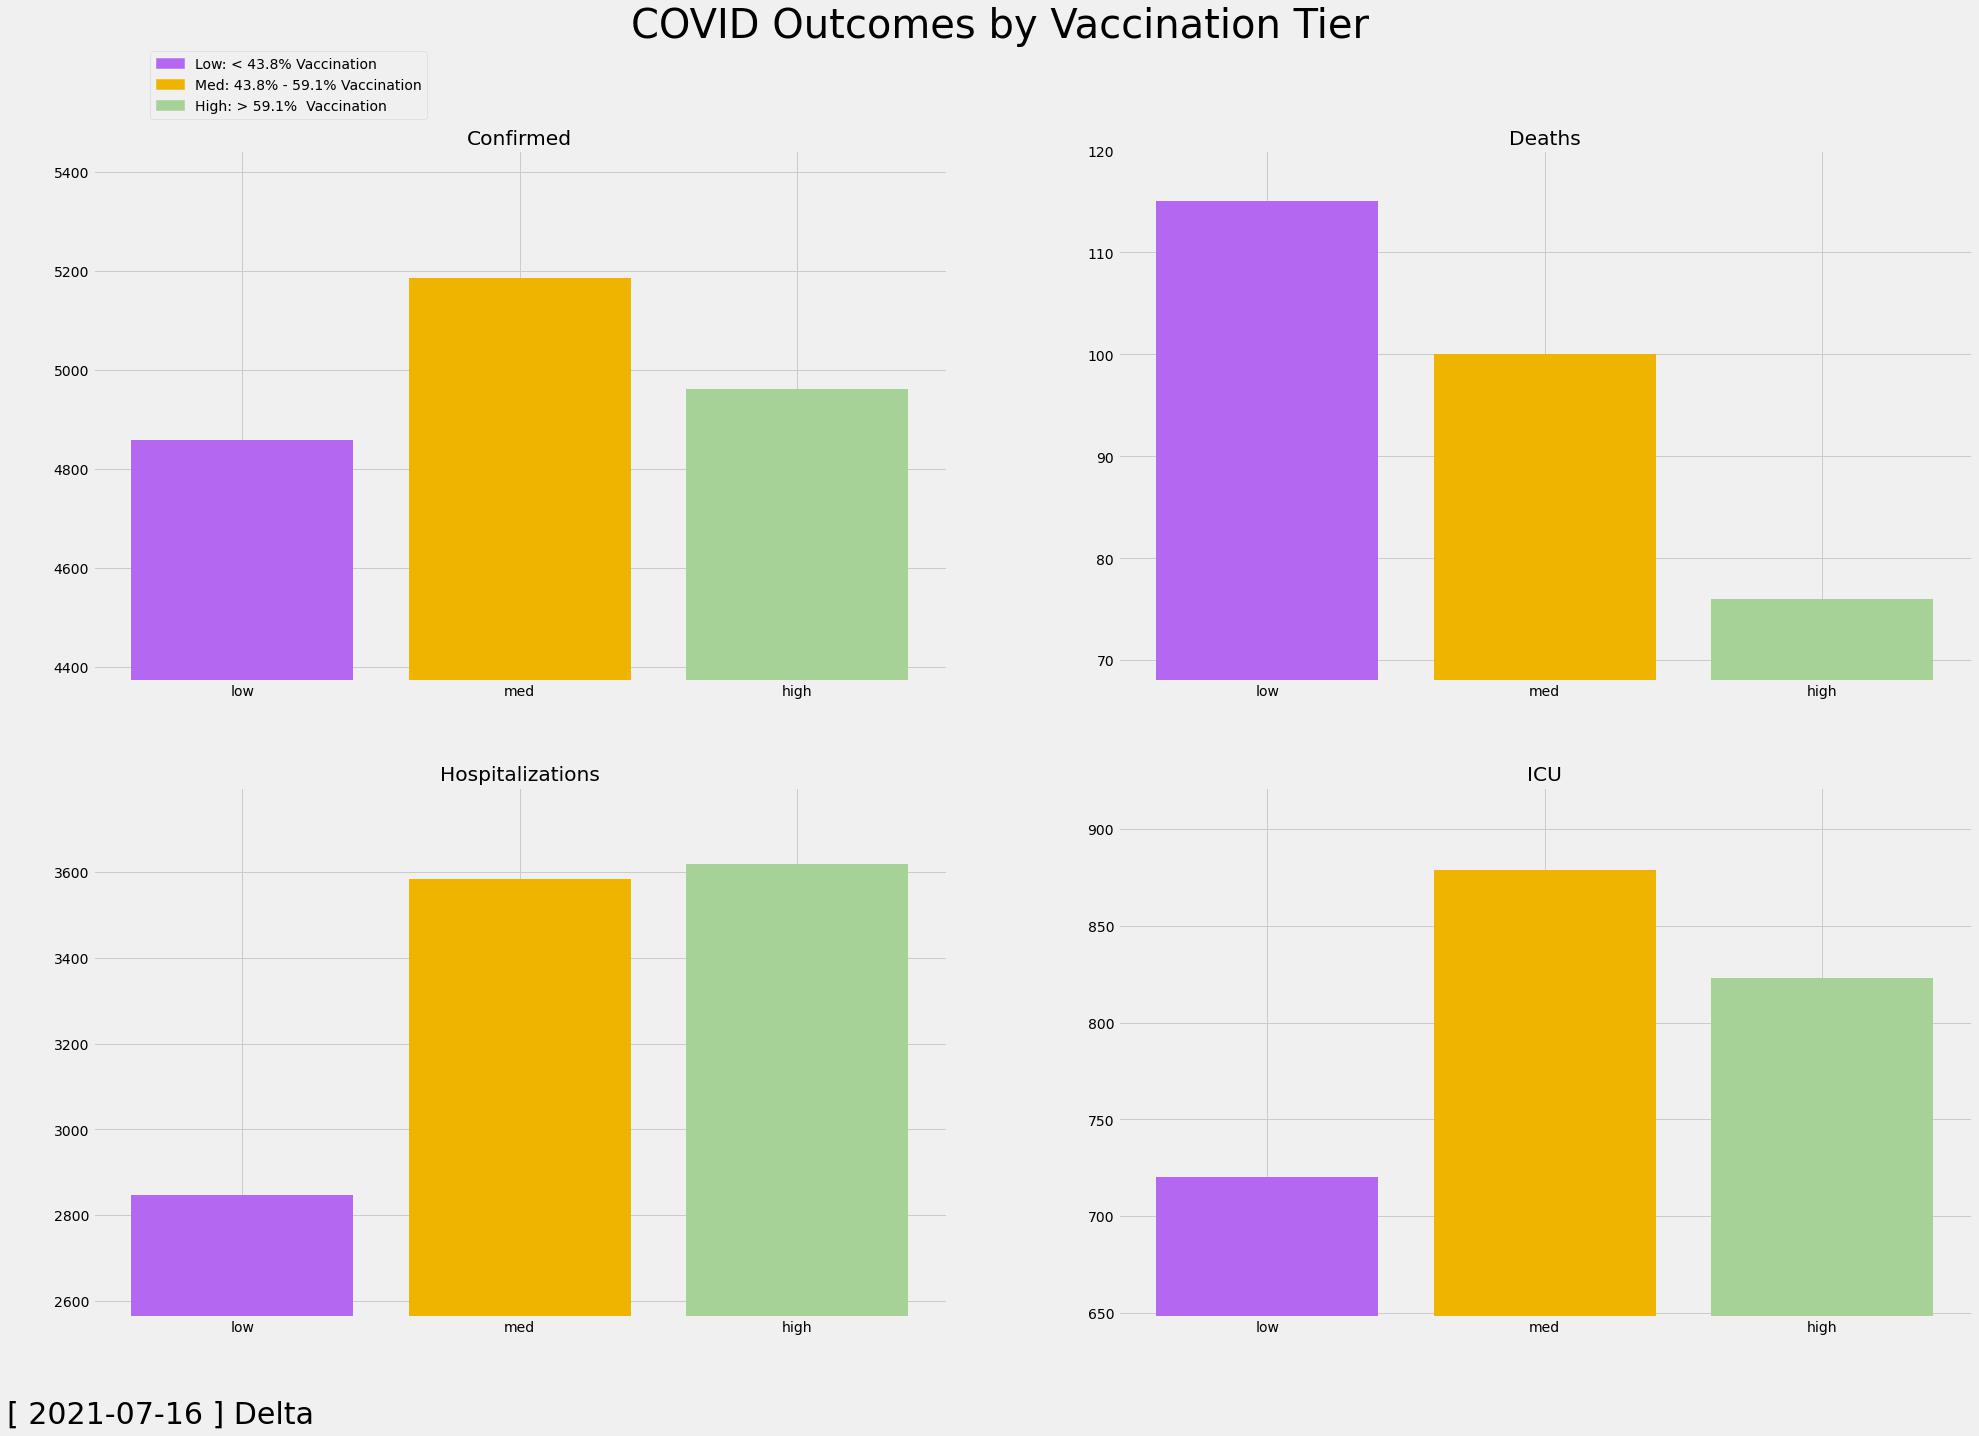 COVID Outcomes by Vaccination Tier
Low: < 43.8% Vaccination
Med: 43.8% - 59.1% Vaccination
High: > 59.1%  Vaccination
Confirmed
5400
5200
5000
4800
4600
4400
low med high
Deaths
120
110
100
90
80
70
low med high
Hospitalizations
3600
3400
3200
3000
2800
2600
low med high
ICU
900
850
800
750
700
650
low med high
[ 2021-07-16 ] Delta